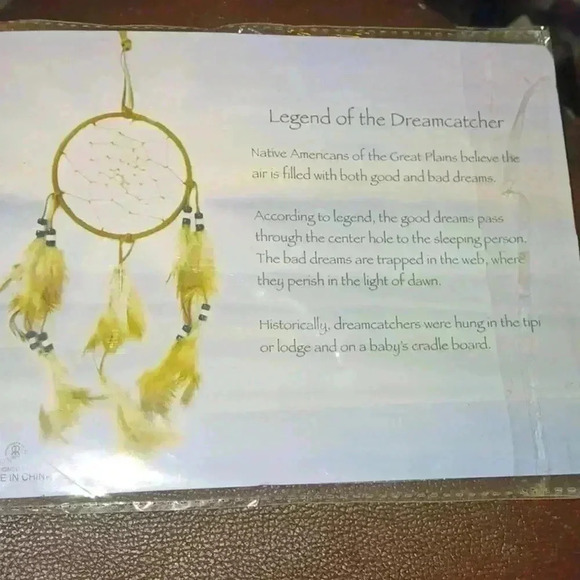 Legend of the Dreamcatcher
Native Americans of the Great Plains believe the
air is filled with both good and bad dreams.
According to legend, the good dreams pass
through the center hole to the sleeping person.
The bad dreams are trapped in the web, where
they perish in the light of dawn.
Historically, dreamcatchers were hung in the tipi
or lodge and on a baby's cradle board.
E IN CHINA